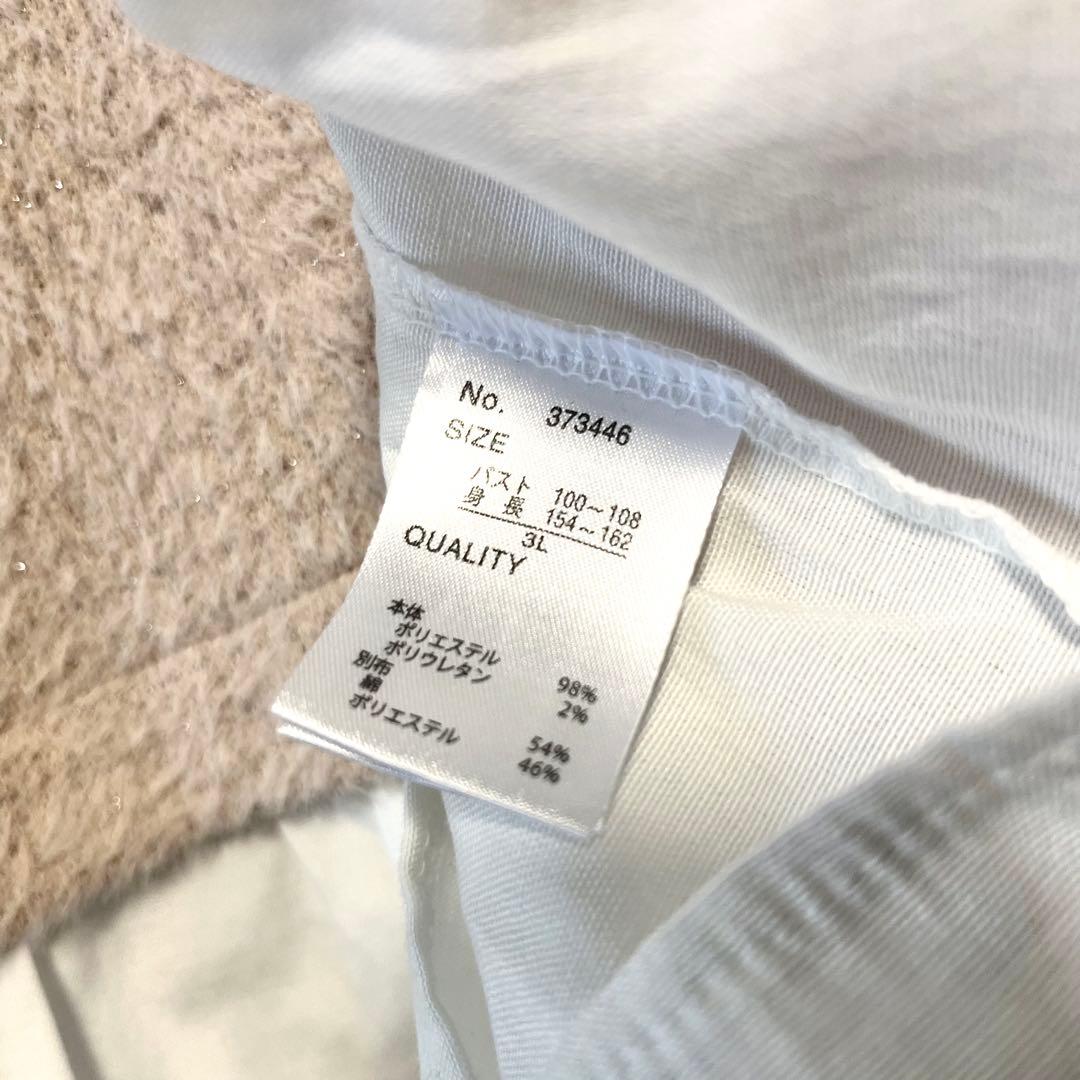 No. 373446
SIZE
バスト 100～108
身長 154～162
3L
QUALITY
本体
ポリエステル 98%
ポリウレタン 2%
別布
綿 54%
ポリエステル 46%